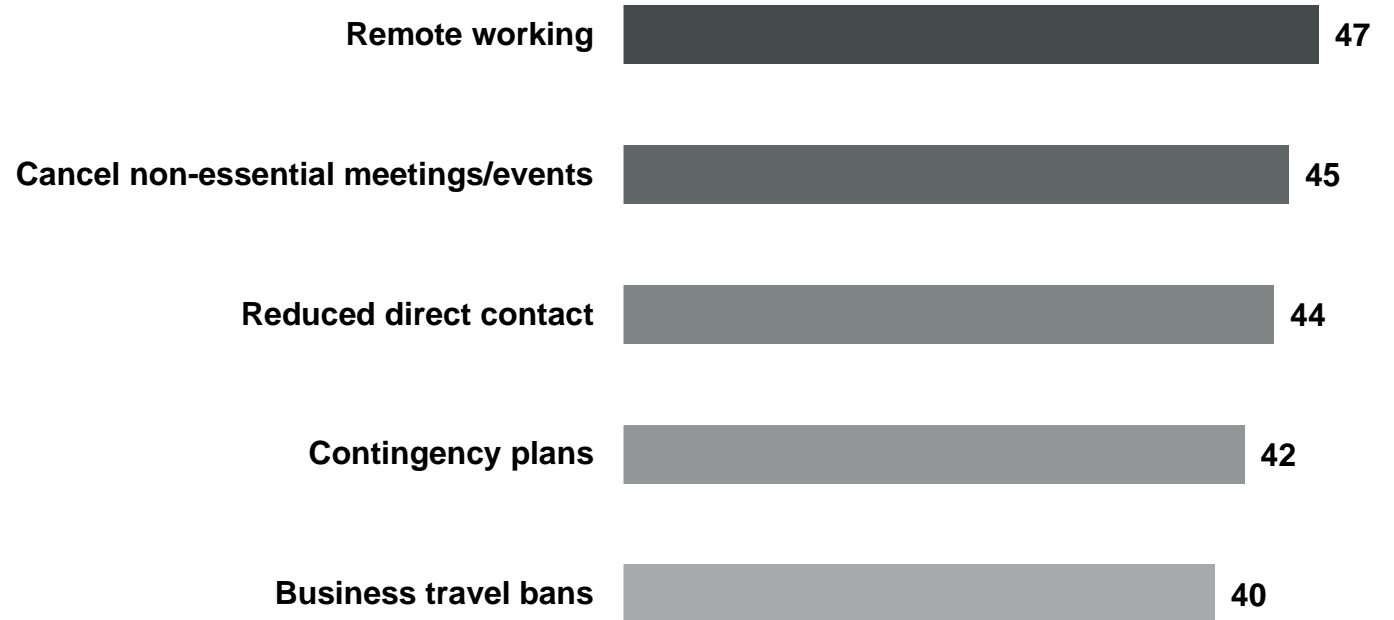 Remote working 47
Cancel non-essential meetings/events 45
Reduced direct contact 44
Contingency plans 42
Business travel bans 40